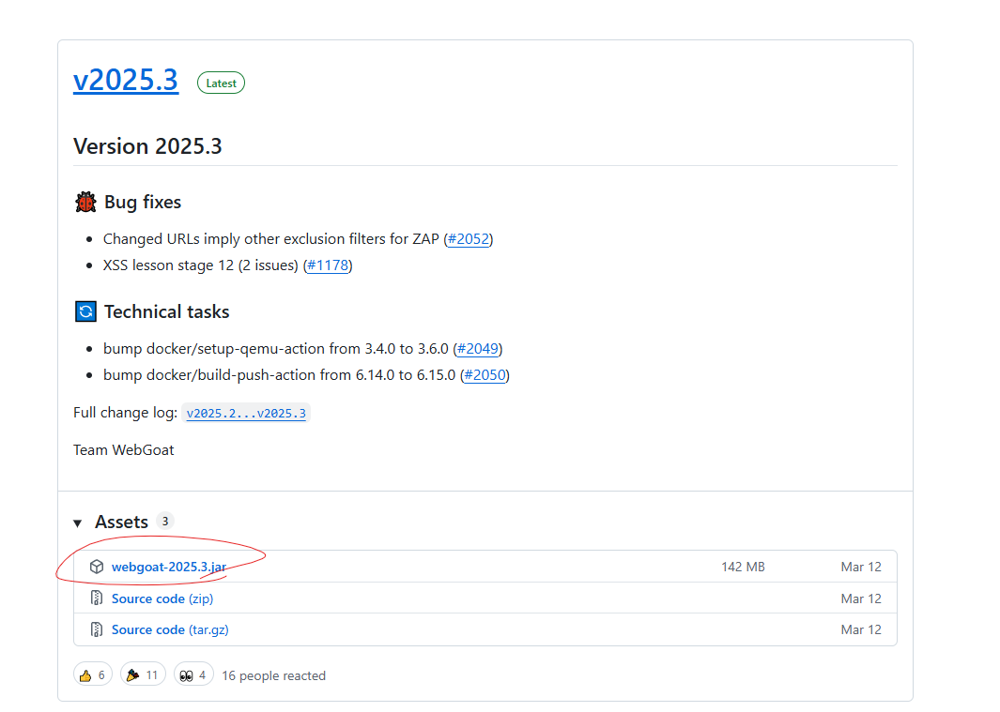 v2025.3 Latest
Version 2025.3
🐞 Bug fixes
• Changed URLs imply other exclusion filters for ZAP (#2052)
• XSS lesson stage 12 (2 issues) (#1178)
🔄 Technical tasks
• bump docker/setup-qemu-action from 3.4.0 to 3.6.0 (#2049)
• bump docker/build-push-action from 6.14.0 to 6.15.0 (#2050)
Full change log: v2025.2...v2025.3
Team WebGoat
▼ Assets 3
webgoat-2025.3.jar 142 MB Mar 12
Source code (zip) Mar 12
Source code (tar.gz) Mar 12
👍 6 🎉 11 👀 4 16 people reacted